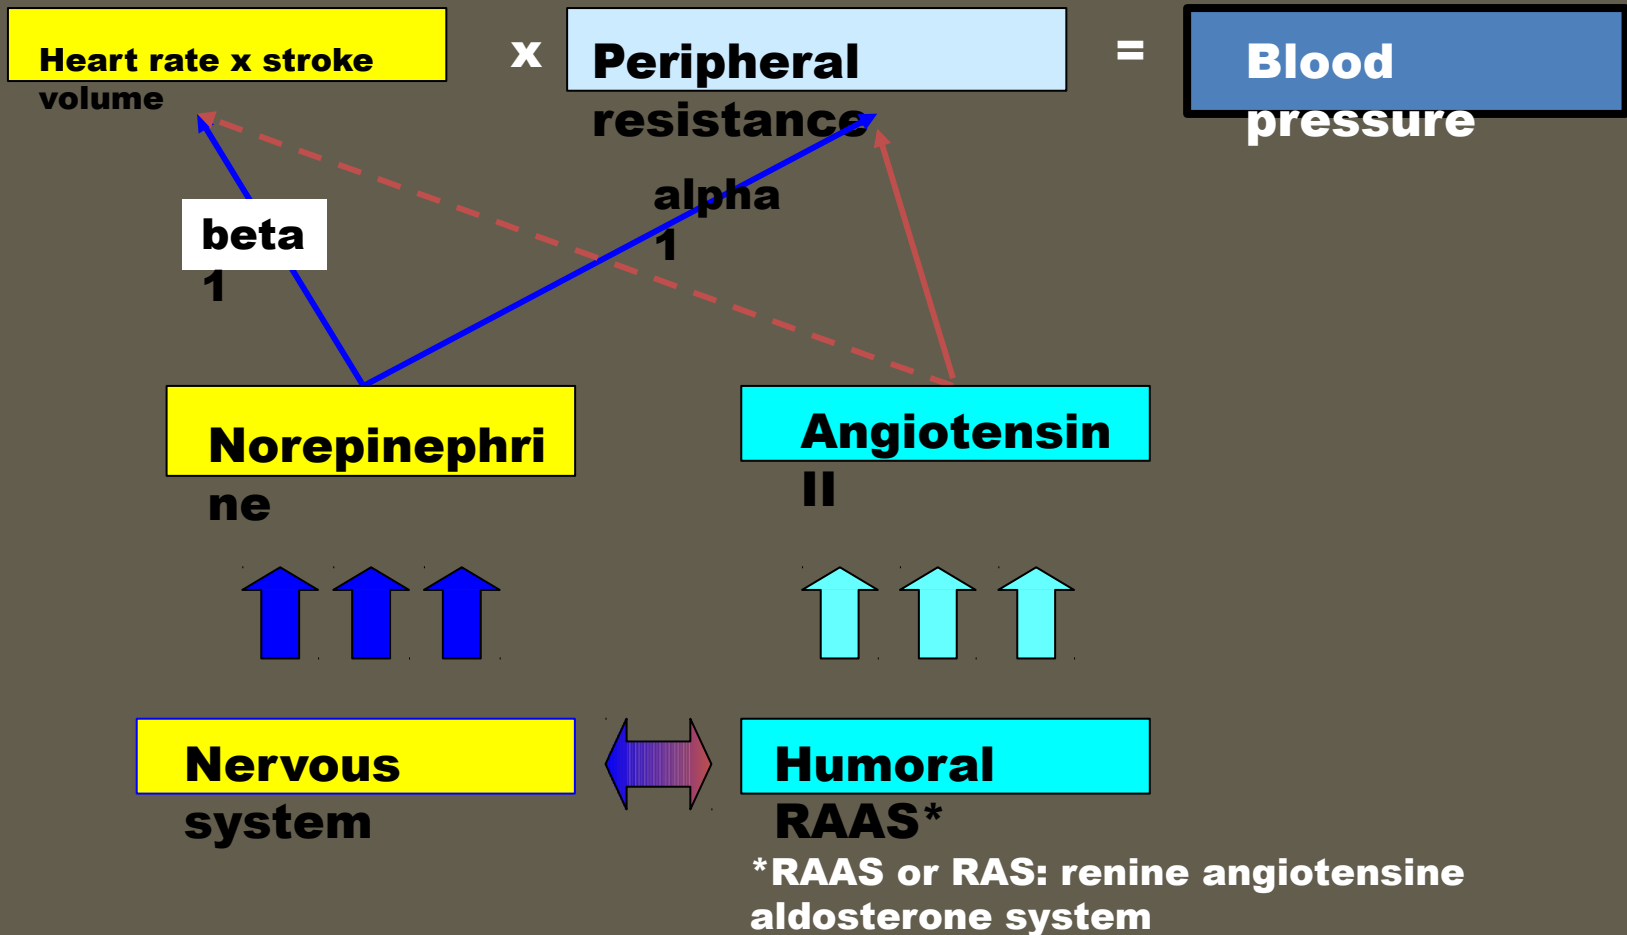 Heart rate x stroke
volume
x
Peripheral
resistance
=
Blood
pressure
beta
1
alpha
1
Norepinephri
ne
Angiotensin
II
Nervous
system
Humoral
RAAS*
*RAAS or RAS: renine angiotensine
aldosterone system